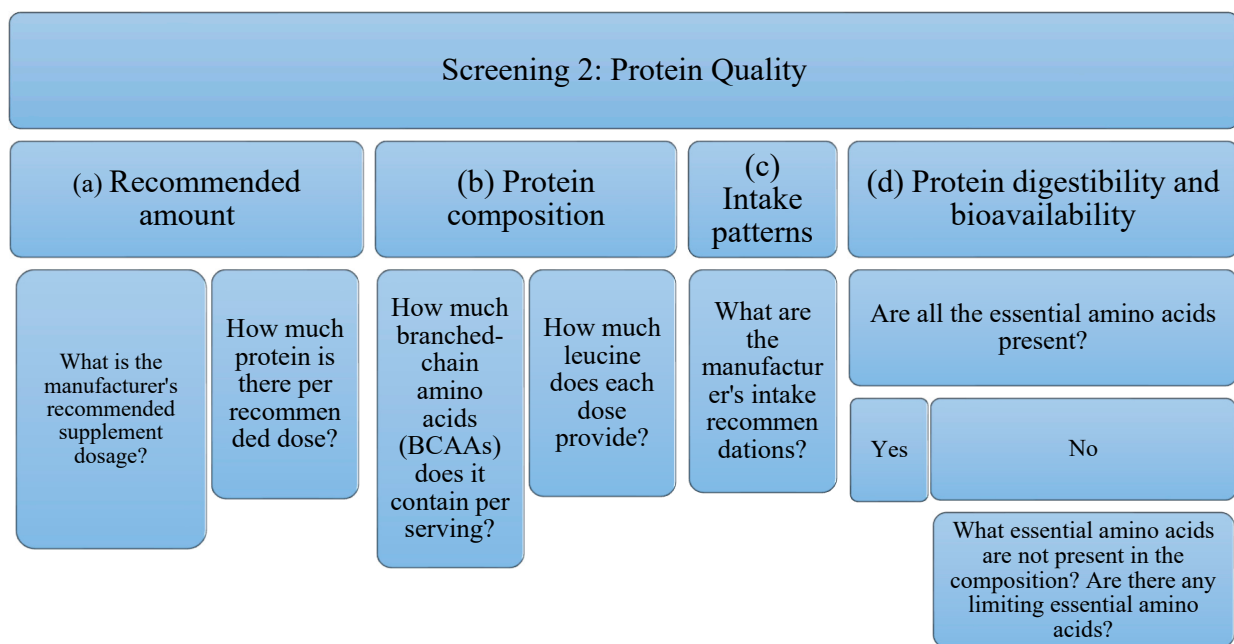 Screening 2: Protein Quality
(a) Recommended
amount
(b) Protein
composition
(c)
Intake
patterns
(d) Protein digestibility and
bioavailability
What is the
manufacturer's
recommended
supplement
dosage?
How much
protein is
there per
recommen
ded dose?
How much
branched-
chain
amino
acids
(BCAAs)
does it
contain per
serving?
How much
leucine
does each
dose
provide?
What are
the
manufactur
er's intake
recommen
dations?
Are all the essential amino acids
present?
Yes
No
What essential amino acids
are not present in the
composition? Are there any
limiting essential amino
acids?